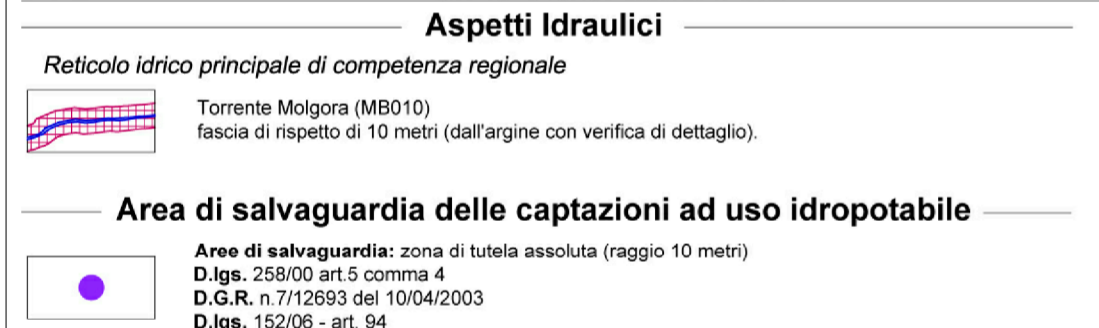 Aspetti Idraulici
Reticolo idrico principale di competenza regionale
Torrente Molgora (MB010)
fascia di rispetto di 10 metri (dall'argine con verifica di dettaglio).
Area di salvaguardia delle captazioni ad uso idropotabile
Aree di salvaguardia: zona di tutela assoluta (raggio 10 metri)
D.lgs. 258/00 art.5 comma 4
D.G.R. n.7/12693 del 10/04/2003
D.lgs. 152/06 - art. 94